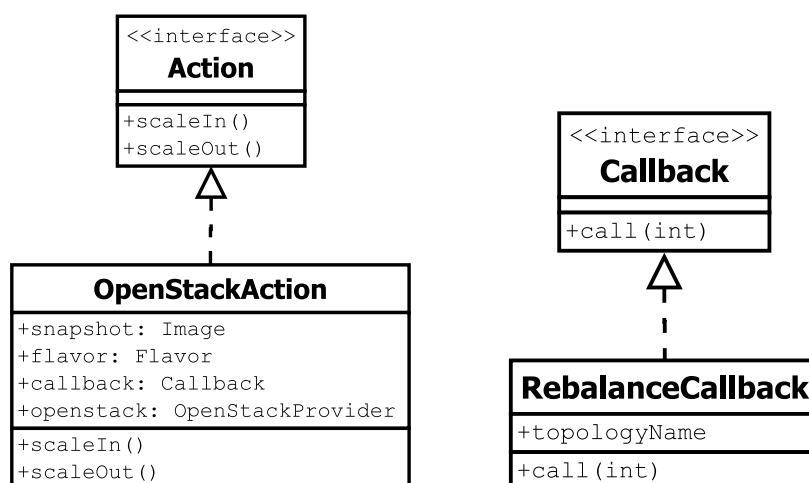 <<interface>>
Action
+scaleIn()
+scaleOut()
OpenStackAction
+snapshot: Image
+flavor: Flavor
+callback: Callback
+openstack: OpenStackProvider
+scaleIn()
+scaleOut()
<<interface>>
Callback
+call(int)
RebalanceCallback
+topologyName
+call(int)